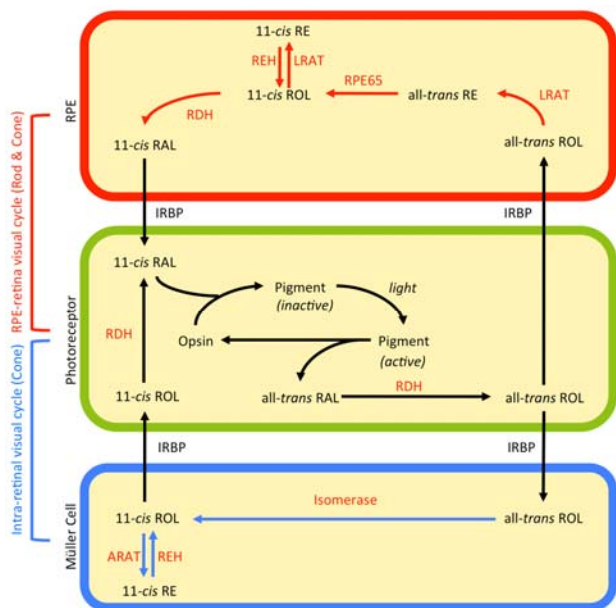 11-cis RE
REH
LRAT
RPE65
11-cis ROL
all-trans RE
LRAT
RDH
11-cis RAL
all-trans ROL
RPE
IRBP
IRBP
RPE-retina visual cycle (Rod & Cone)
11-cis RAL
Pigment
(inactive)
light
Opsin
Pigment
(active)
RDH
Photoreceptor
11-cis ROL
all-trans RAL
RDH
all-trans ROL
IRBP
IRBP
Intra-retinal visual cycle (Cone)
Isomerase
11-cis ROL
all-trans ROL
ARAT
REH
11-cis RE
Müller Cell